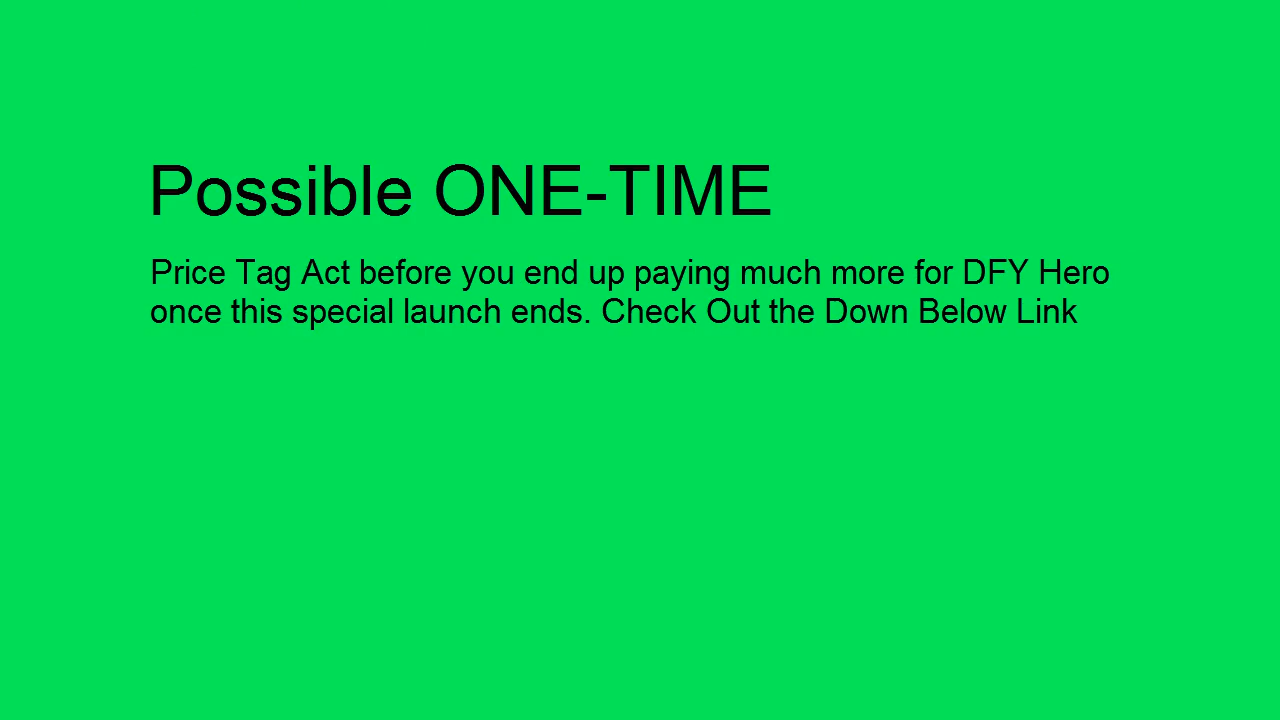 Possible ONE-TIME
Price Tag Act before you end up paying much more for DFY Hero
once this special launch ends. Check Out the Down Below Link